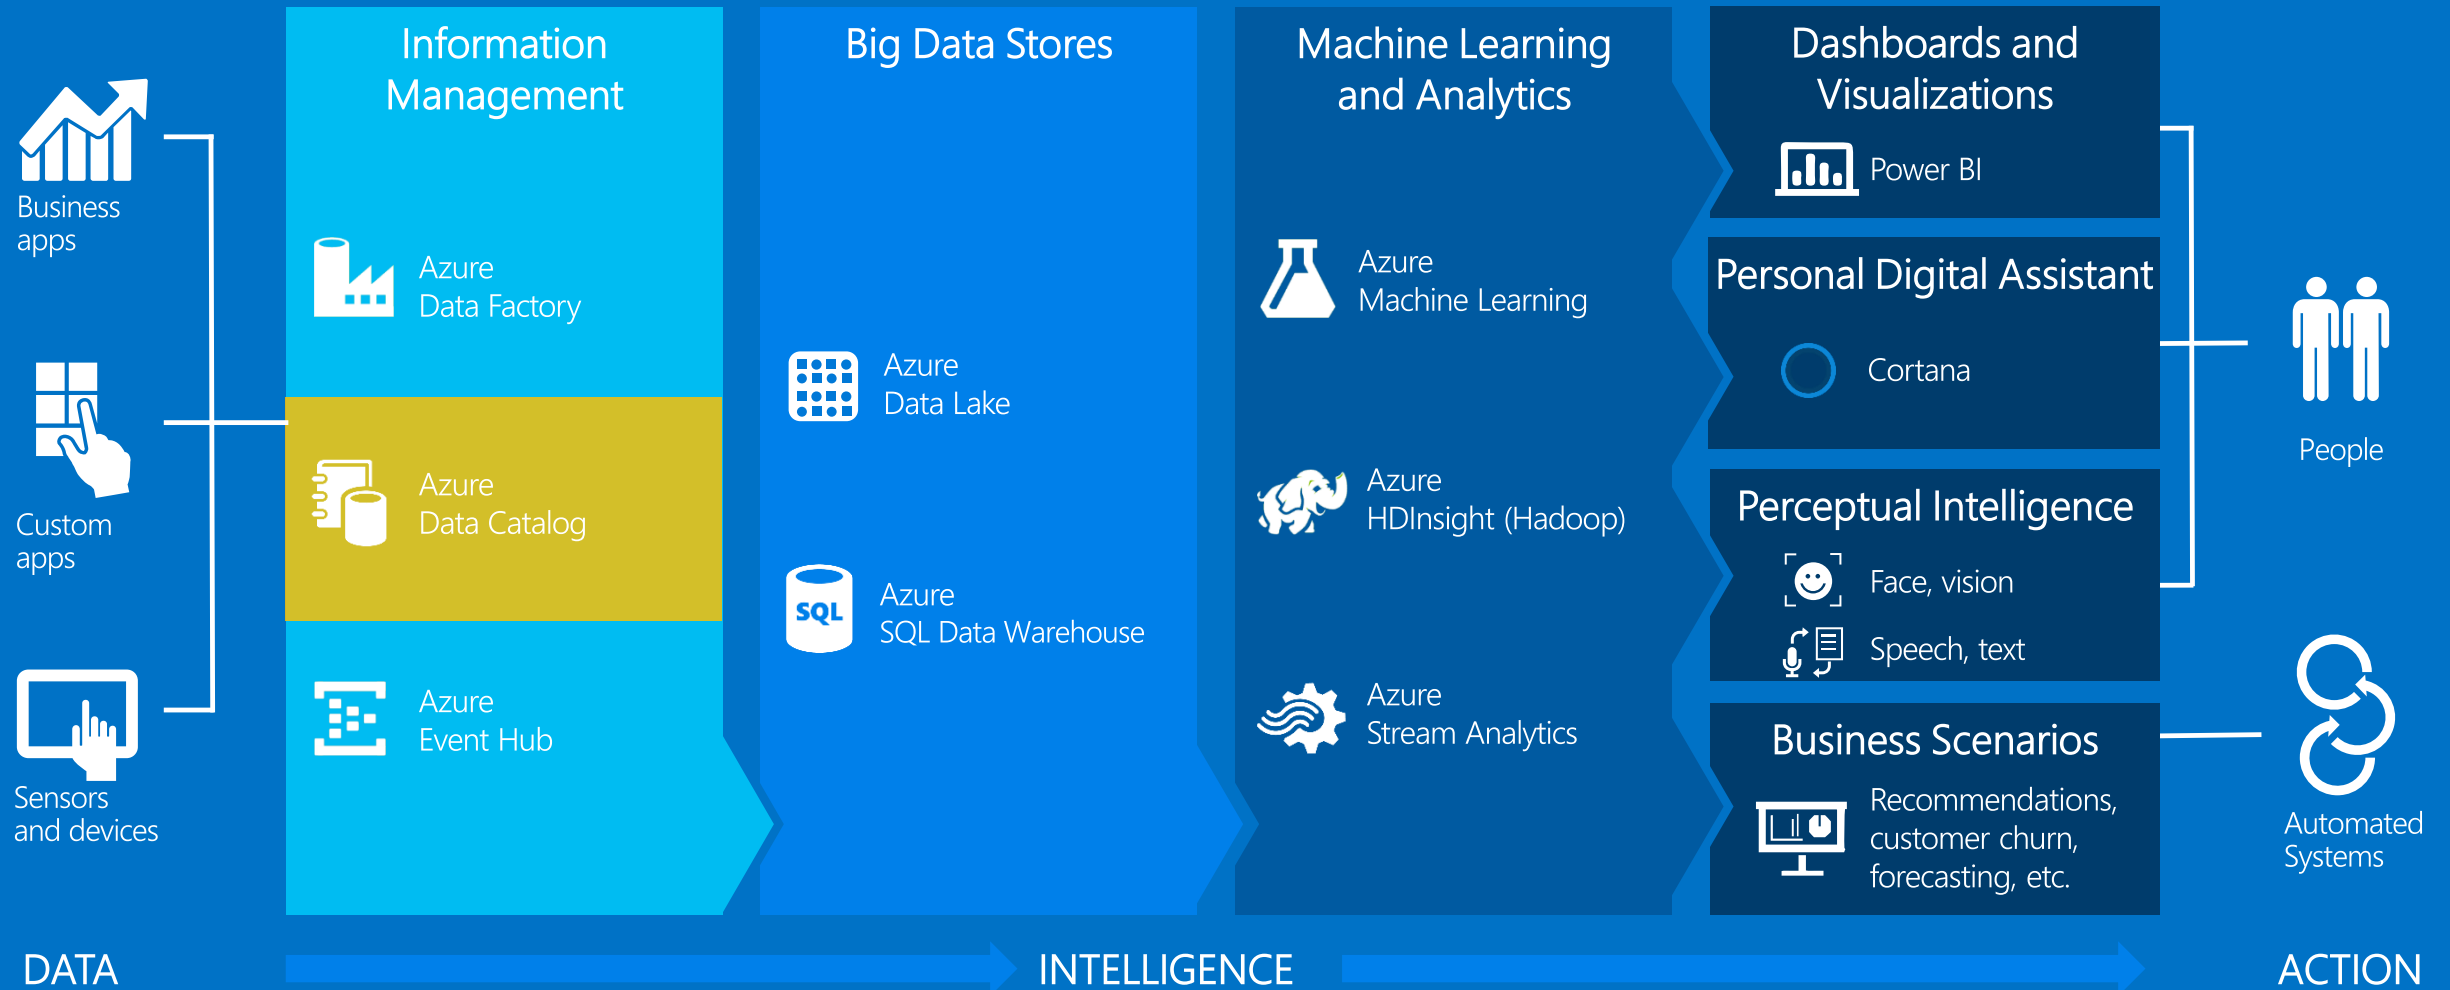 Business
apps
Custom
apps
Sensors
and devices
Information
Management
Azure
Data Factory
Azure
Data Catalog
Azure
Event Hub
Big Data Stores
Azure
Data Lake
SQL
Azure
SQL Data Warehouse
Machine Learning
and Analytics
Azure
Machine Learning
Azure
HDInsight (Hadoop)
Azure
Stream Analytics
Dashboards and
Visualizations
Power BI
Personal Digital Assistant
Cortana
Perceptual Intelligence
Face, vision
Speech, text
Business Scenarios
Recommendations,
customer churn,
forecasting, etc.
People
Automated
Systems
DATA
INTELLIGENCE
ACTION